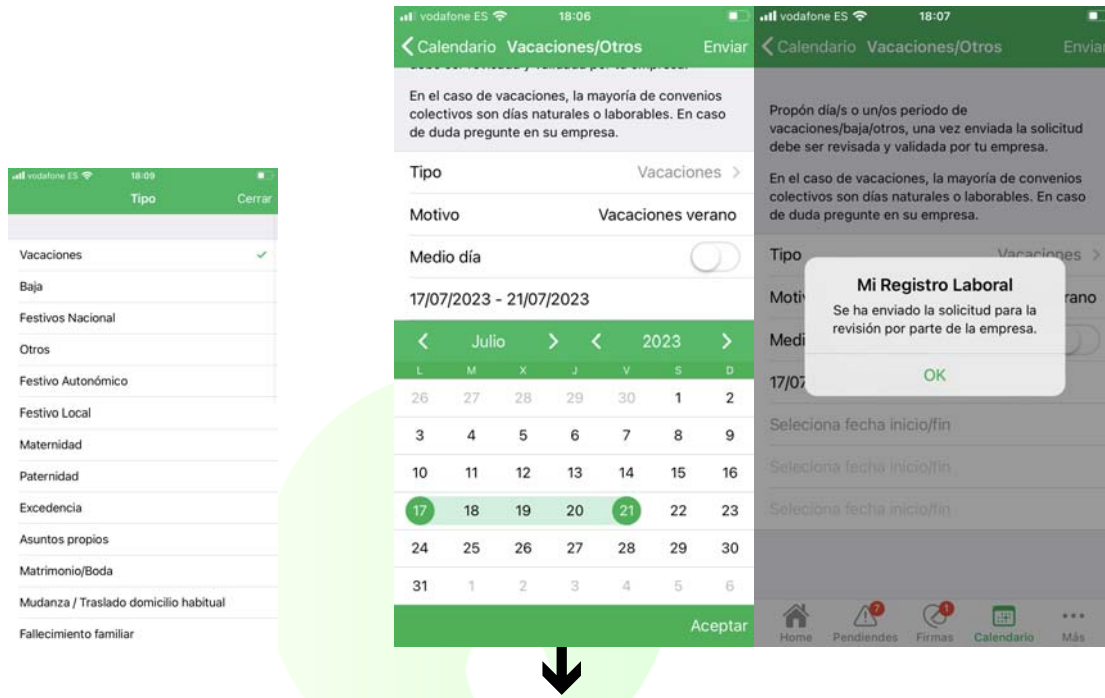 vodafone ES 18:09
Tipo Cerrar
Vacaciones
Baja
Festivos Nacional
Otros
Festivo Autonómico
Festivo Local
Maternidad
Paternidad
Excedencia
Asuntos propios
Matrimonio/Boda
Mudanza / Traslado domicilio habitual
Fallecimiento familiar
vodafone ES 18:06
Calendario Vacaciones/Otros Enviar
En el caso de vacaciones, la mayoría de convenios
colectivos son días naturales o laborables. En caso
de duda pregunte en su empresa.
Tipo Vacaciones
Motivo Vacaciones verano
Medio día
17/07/2023 - 21/07/2023
Julio 2023
L M X J V S D
26 27 28 29 30 1 2
3 4 5 6 7 8 9
10 11 12 13 14 15 16
17 18 19 20 21 22 23
24 25 26 27 28 29 30
31 1 2 3 4 5 6
Aceptar
vodafone ES 18:07
Calendario Vacaciones/Otros Enviar
Propón día/s o un/os periodo de
vacaciones/baja/otros, una vez enviada la solicitud
debe ser revisada y validada por tu empresa.
En el caso de vacaciones, la mayoría de convenios
colectivos son días naturales o laborables. En caso
de duda pregunte en su empresa.
Tipo Vacaciones
Mi Registro Laboral
Se ha enviado la solicitud para la
revisión por parte de la empresa.
OK
17/07
Selecciona fecha inicio/fin
Selecciona fecha inicio/fin
Selecciona fecha inicio/fin
7 1
Home Pendiendes Firmas Calendario Más